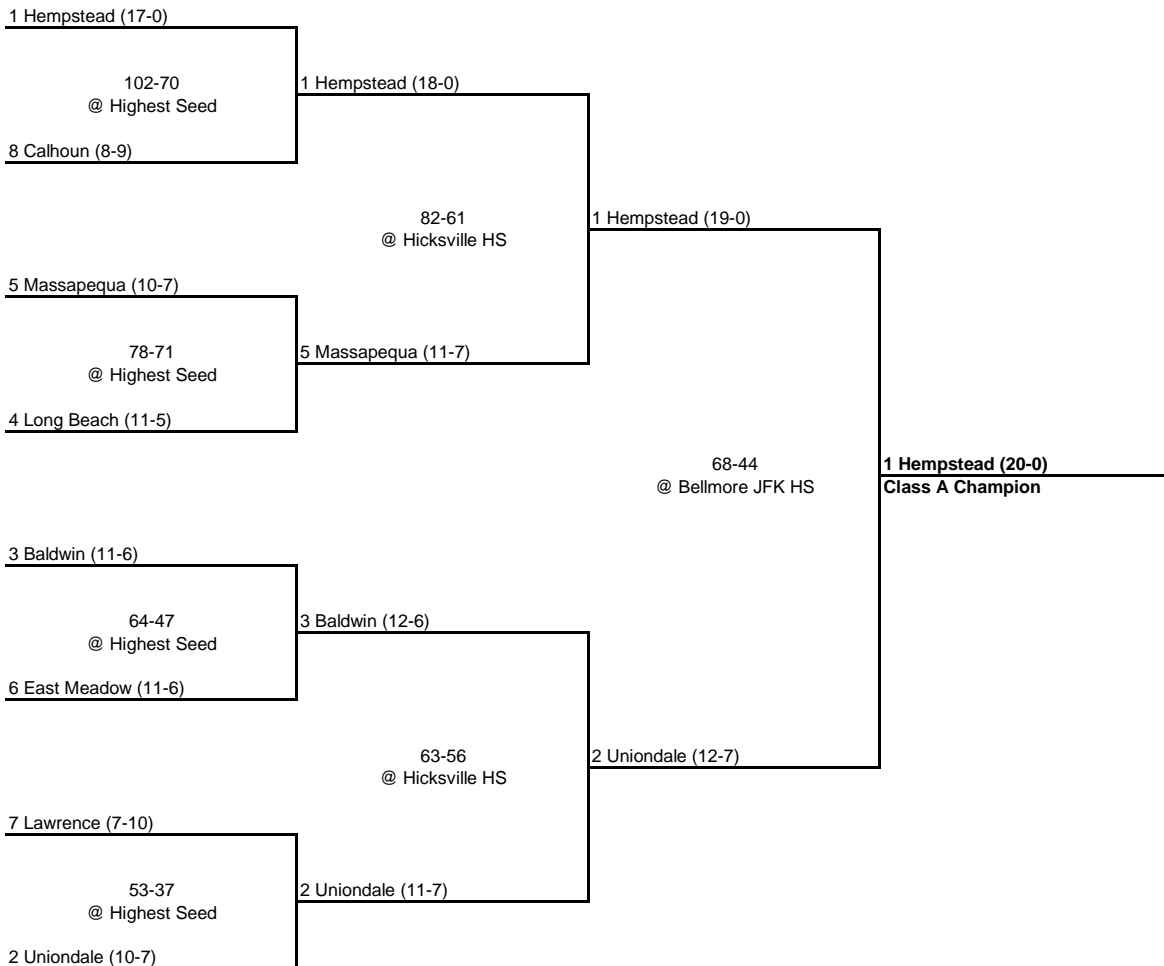 1 Hempstead (17-0)
102-70
@ Highest Seed
1 Hempstead (18-0)
8 Calhoun (8-9)
82-61
@ Hicksville HS
1 Hempstead (19-0)
5 Massapequa (10-7)
78-71
@ Highest Seed
5 Massapequa (11-7)
4 Long Beach (11-5)
68-44
@ Bellmore JFK HS
1 Hempstead (20-0)
Class A Champion
3 Baldwin (11-6)
64-47
@ Highest Seed
3 Baldwin (12-6)
6 East Meadow (11-6)
63-56
@ Hicksville HS
2 Uniondale (12-7)
7 Lawrence (7-10)
53-37
@ Highest Seed
2 Uniondale (11-7)
2 Uniondale (10-7)